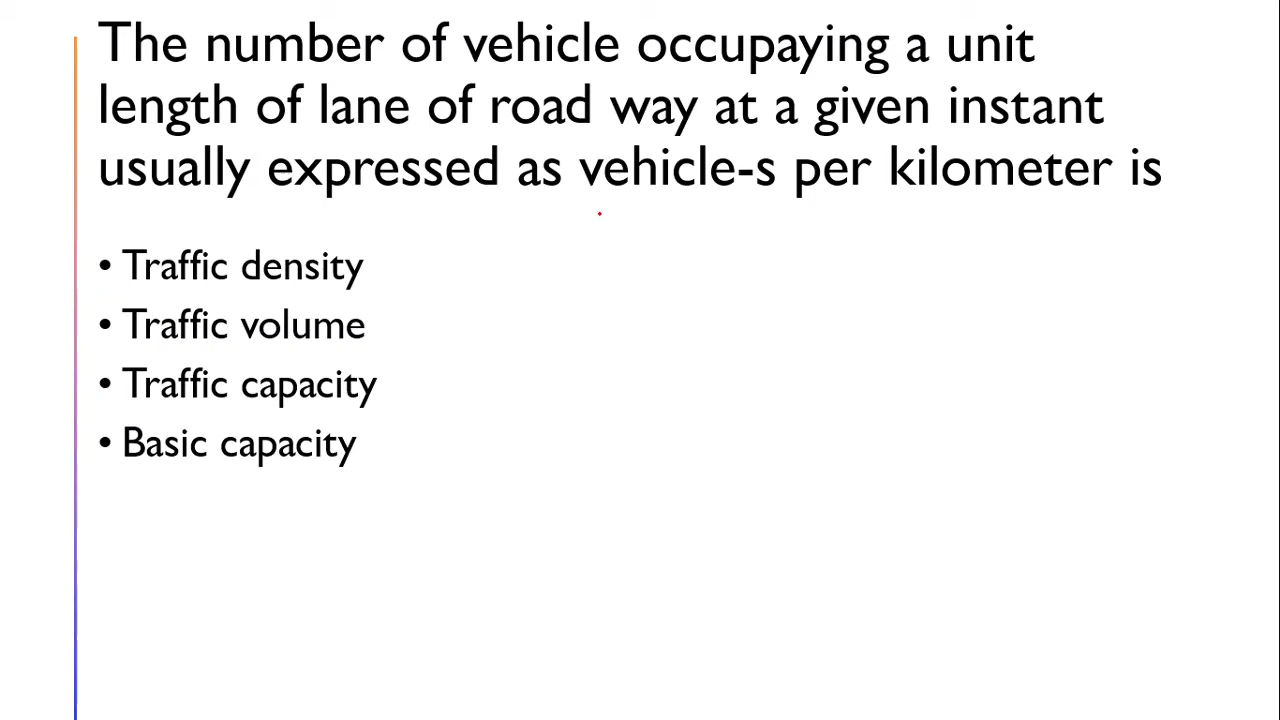 The number of vehicle occupaying a unit
length of lane of road way at a given instant
usually expressed as vehicle-s per kilometer is
• Traffic density
• Traffic volume
• Traffic capacity
• Basic capacity